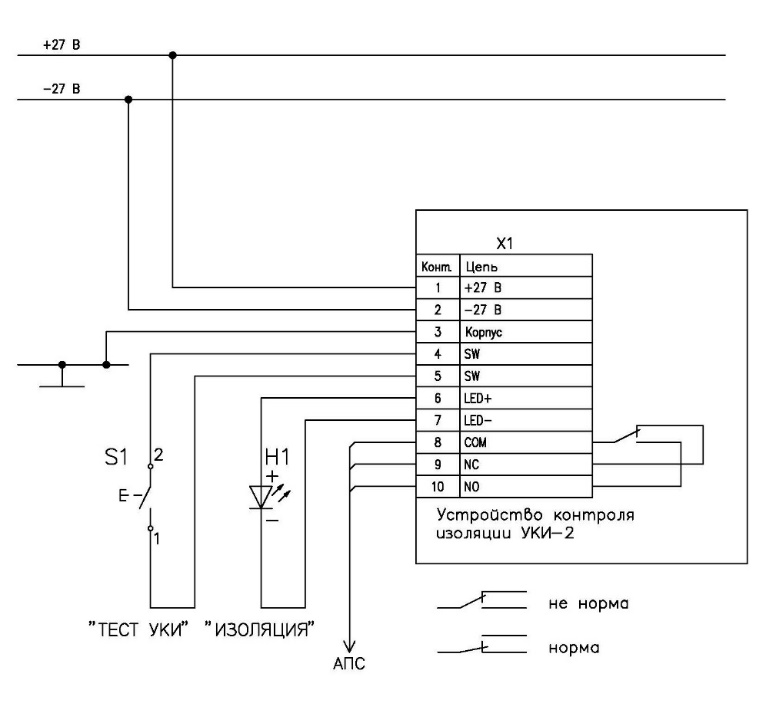 +27 В
−27 В
X1
Конт. Цепь
1 +27 В
2 −27 В
3 Корпус
4 SW
5 SW
6 LED+
7 LED−
8 COM
9 NC
10 NO
Устройство контроля
изоляции УКИ−2
S1 2
1
H1
+
−
"ТЕСТ УКИ" "ИЗОЛЯЦИЯ"
АПС
не норма
норма